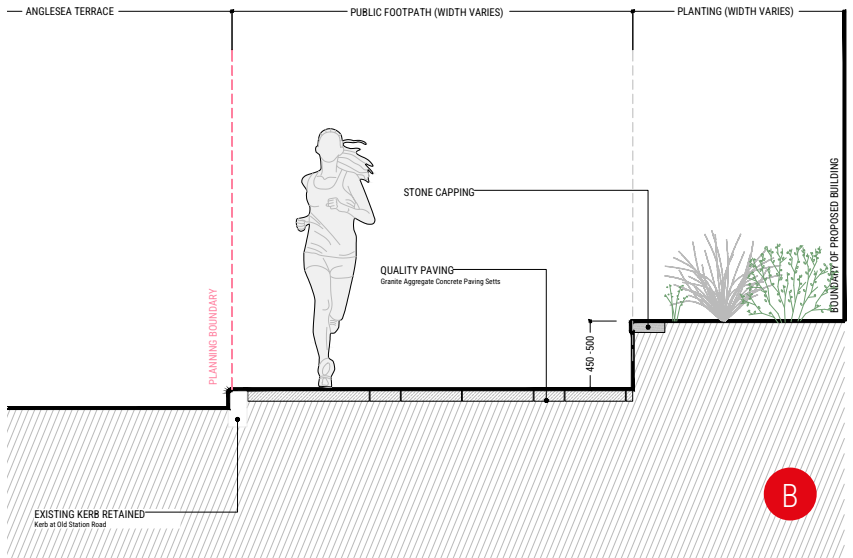 ANGLESEA TERRACE
PUBLIC FOOTPATH (WIDTH VARIES)
PLANTING (WIDTH VARIES)
STONE CAPPING
QUALITY PAVING
Granite Aggregate Concrete Paving Setts
PLANNING BOUNDARY
450 -500
BOUNDARY OF PROPOSED BUILDING
EXISTING KERB RETAINED
Kerb at Old Station Road
B